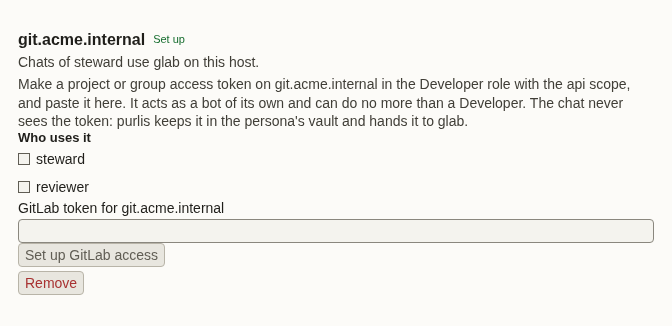 git.acme.internal Set up
Chats of steward use glab on this host.
Make a project or group access token on git.acme.internal in the Developer role with the api scope,
and paste it here. It acts as a bot of its own and can do no more than a Developer. The chat never
sees the token: purlis keeps it in the persona's vault and hands it to glab.
Who uses it
steward
reviewer
GitLab token for git.acme.internal
Set up GitLab access
Remove